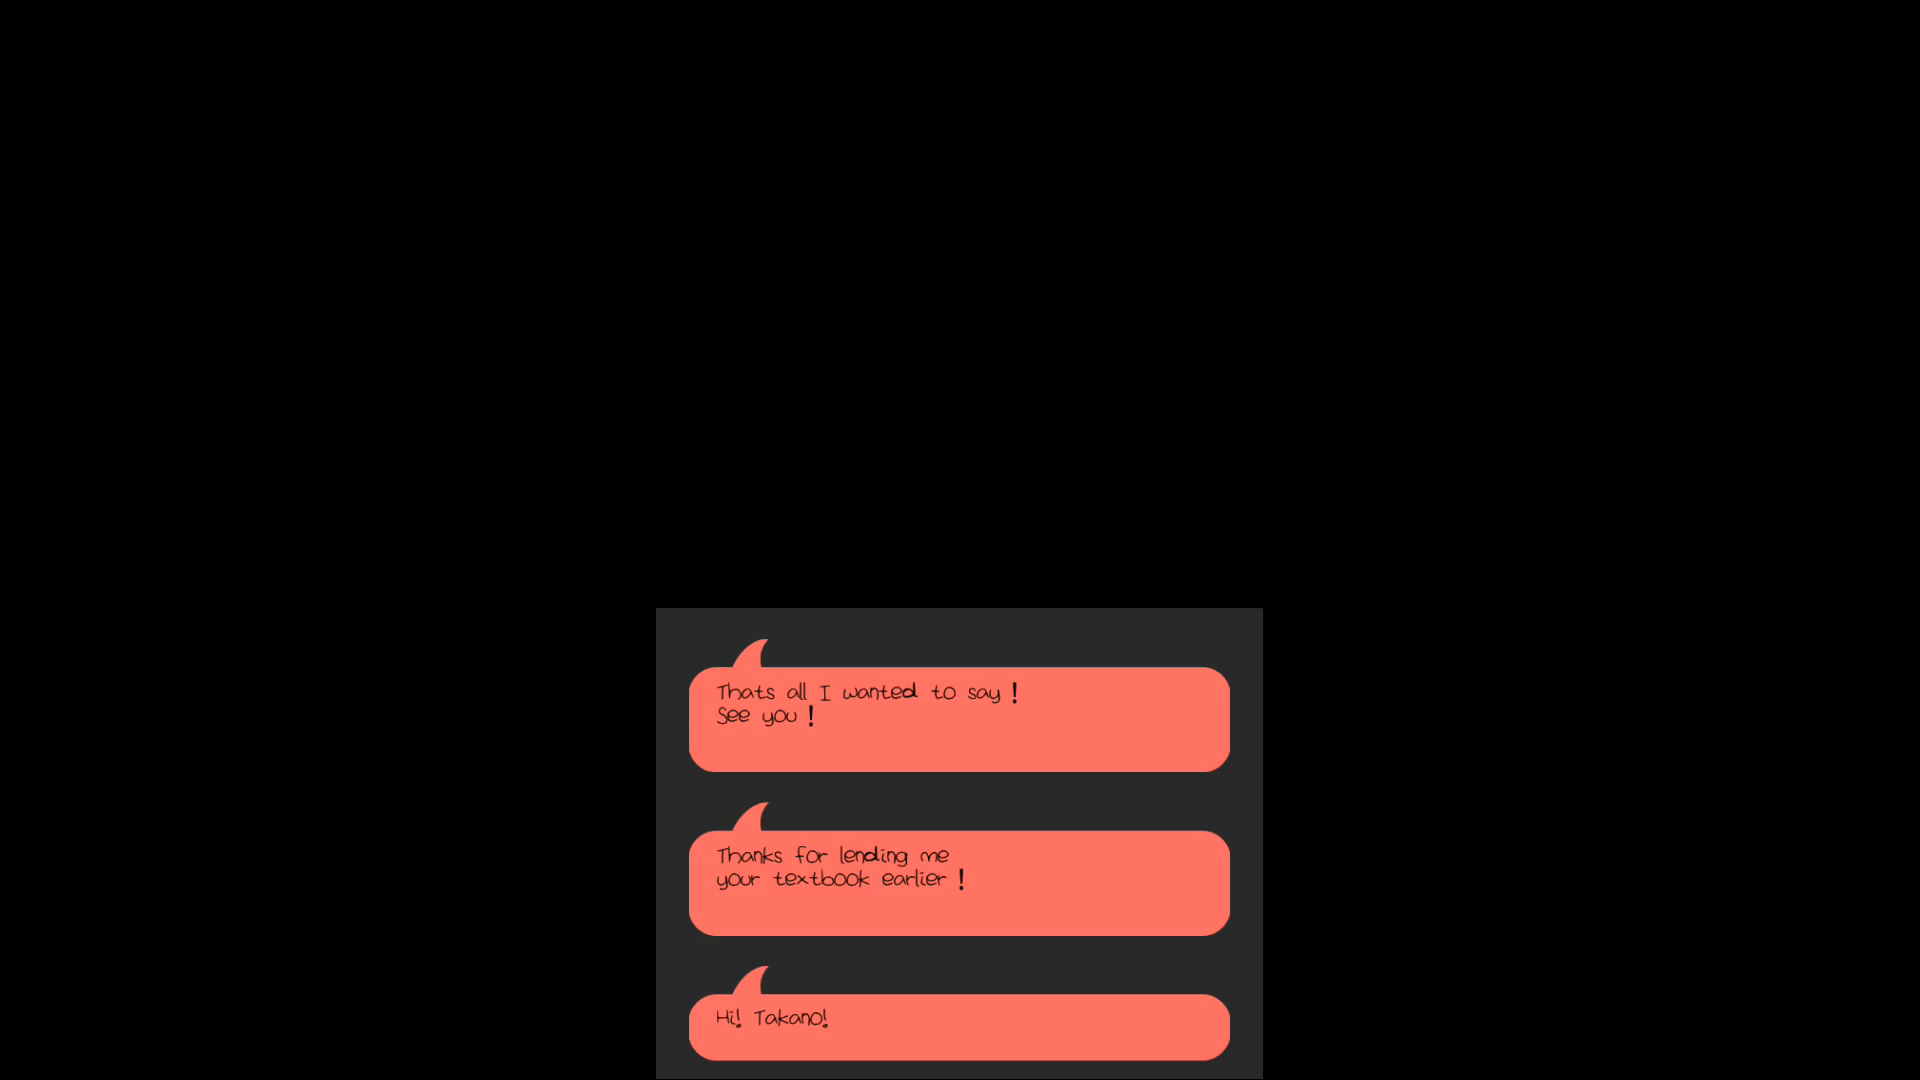 Thats all I wanted to say !
See you !
Thanks for lending me
your textbook earlier !
Hi! Takano!